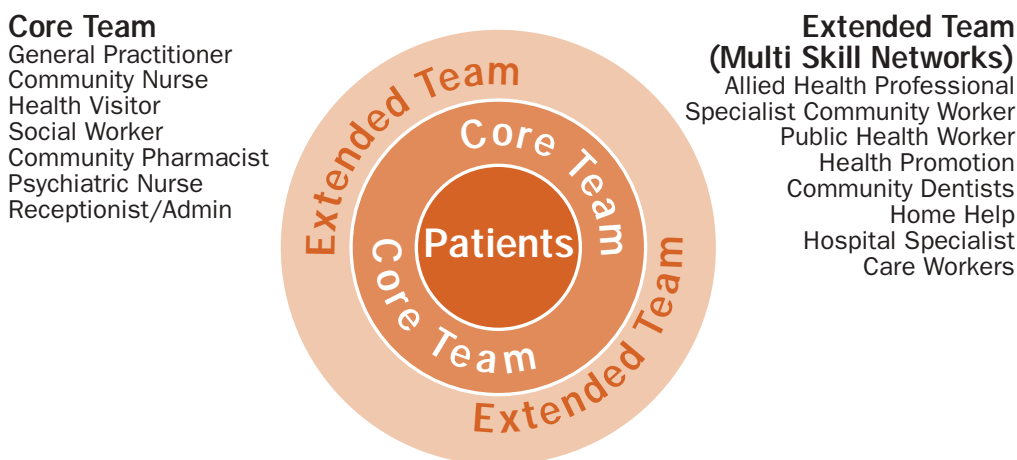 Core Team
General Practitioner
Community Nurse
Health Visitor
Social Worker
Community Pharmacist
Psychiatric Nurse
Receptionist/Admin
Extended Team
Core Team
Patients
Core Team
Extended Team
Extended Team
(Multi Skill Networks)
Allied Health Professional
Specialist Community Worker
Public Health Worker
Health Promotion
Community Dentists
Home Help
Hospital Specialist
Care Workers